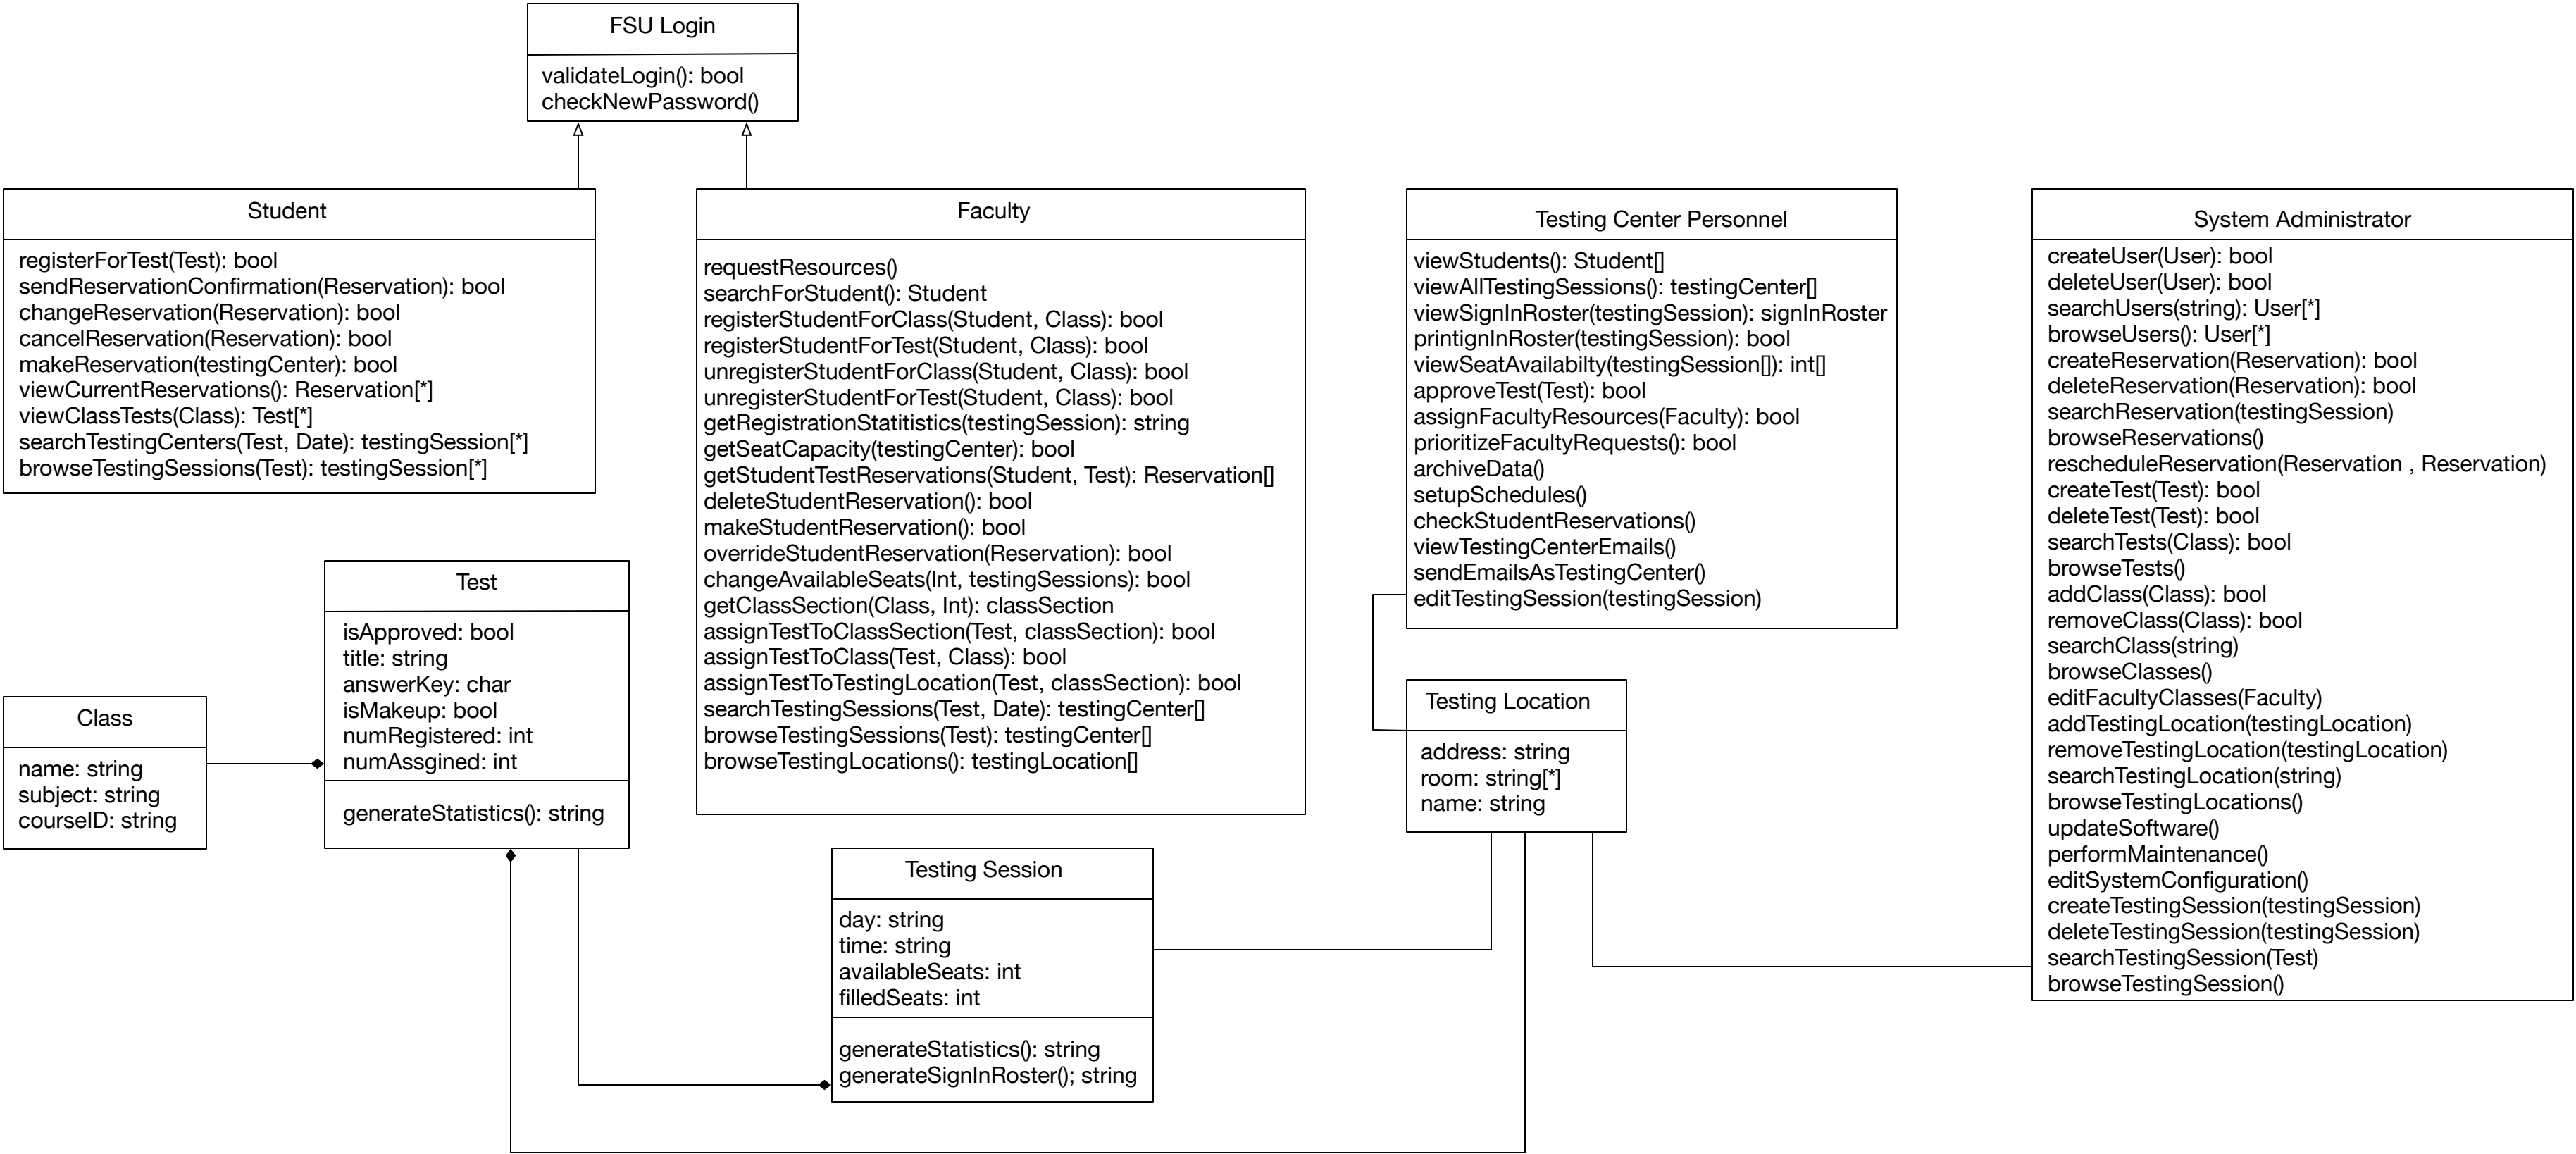 FSU Login
validateLogin(): bool
checkNewPassword()
Student
registerForTest(Test): bool
sendReservationConfirmation(Reservation): bool
changeReservation(Reservation): bool
cancelReservation(Reservation): bool
makeReservation(testingCenter): bool
viewCurrentReservations(): Reservation[*]
viewClassTests(Class): Test[*]
searchTestingCenters(Test, Date): testingSession[*]
browseTestingSessions(Test): testingSession[*]
Faculty
requestResources()
searchForStudent(): Student
registerStudentForClass(Student, Class): bool
registerStudentForTest(Student, Class): bool
unregisterStudentForClass(Student, Class): bool
unregisterStudentForTest(Student, Class): bool
getRegistrationStatitistics(testingSession): string
getSeatCapacity(testingCenter): bool
getStudentTestReservations(Student, Test): Reservation[]
deleteStudentReservation(): bool
makeStudentReservation(): bool
overrideStudentReservation(Reservation): bool
changeAvailableSeats(Int, testingSessions): bool
getClassSection(Class, Int): classSection
assignTestToClassSection(Test, classSection): bool
assignTestToClass(Test, Class): bool
assignTestToTestingLocation(Test, classSection): bool
searchTestingSessions(Test, Date): testingCenter[]
browseTestingSessions(Test): testingCenter[]
browseTestingLocations(): testingLocation[]
Testing Center Personnel
viewStudents(): Student[]
viewAllTestingSessions(): testingCenter[]
viewSignInRoster(testingSession): signInRoster
printignInRoster(testingSession): bool
viewSeatAvailabilty(testingSession[]): int[]
approveTest(Test): bool
assignFacultyResources(Faculty): bool
prioritizeFacultyRequests(): bool
archiveData()
setupSchedules()
checkStudentReservations()
viewTestingCenterEmails()
sendEmailsAsTestingCenter()
editTestingSession(testingSession)
System Administrator
createUser(User): bool
deleteUser(User): bool
searchUsers(string): User[*]
browseUsers(): User[*]
createReservation(Reservation): bool
deleteReservation(Reservation): bool
searchReservation(testingSession)
browseReservations()
rescheduleReservation(Reservation , Reservation)
createTest(Test): bool
deleteTest(Test): bool
searchTests(Class): bool
browseTests()
addClass(Class): bool
removeClass(Class): bool
searchClass(string)
browseClasses()
editFacultyClasses(Faculty)
addTestingLocation(testingLocation)
removeTestingLocation(testingLocation)
searchTestingLocation(string)
browseTestingLocations()
updateSoftware()
performMaintenance()
editSystemConfiguration()
createTestingSession(testingSession)
deleteTestingSession(testingSession)
searchTestingSession(Test)
browseTestingSession()
Test
isApproved: bool
title: string
answerKey: char
isMakeup: bool
numRegistered: int
numAssgined: int
generateStatistics(): string
Class
name: string
subject: string
courseID: string
Testing Location
address: string
room: string[*]
name: string
Testing Session
day: string
time: string
availableSeats: int
filledSeats: int
generateStatistics(): string
generateSignInRoster(); string